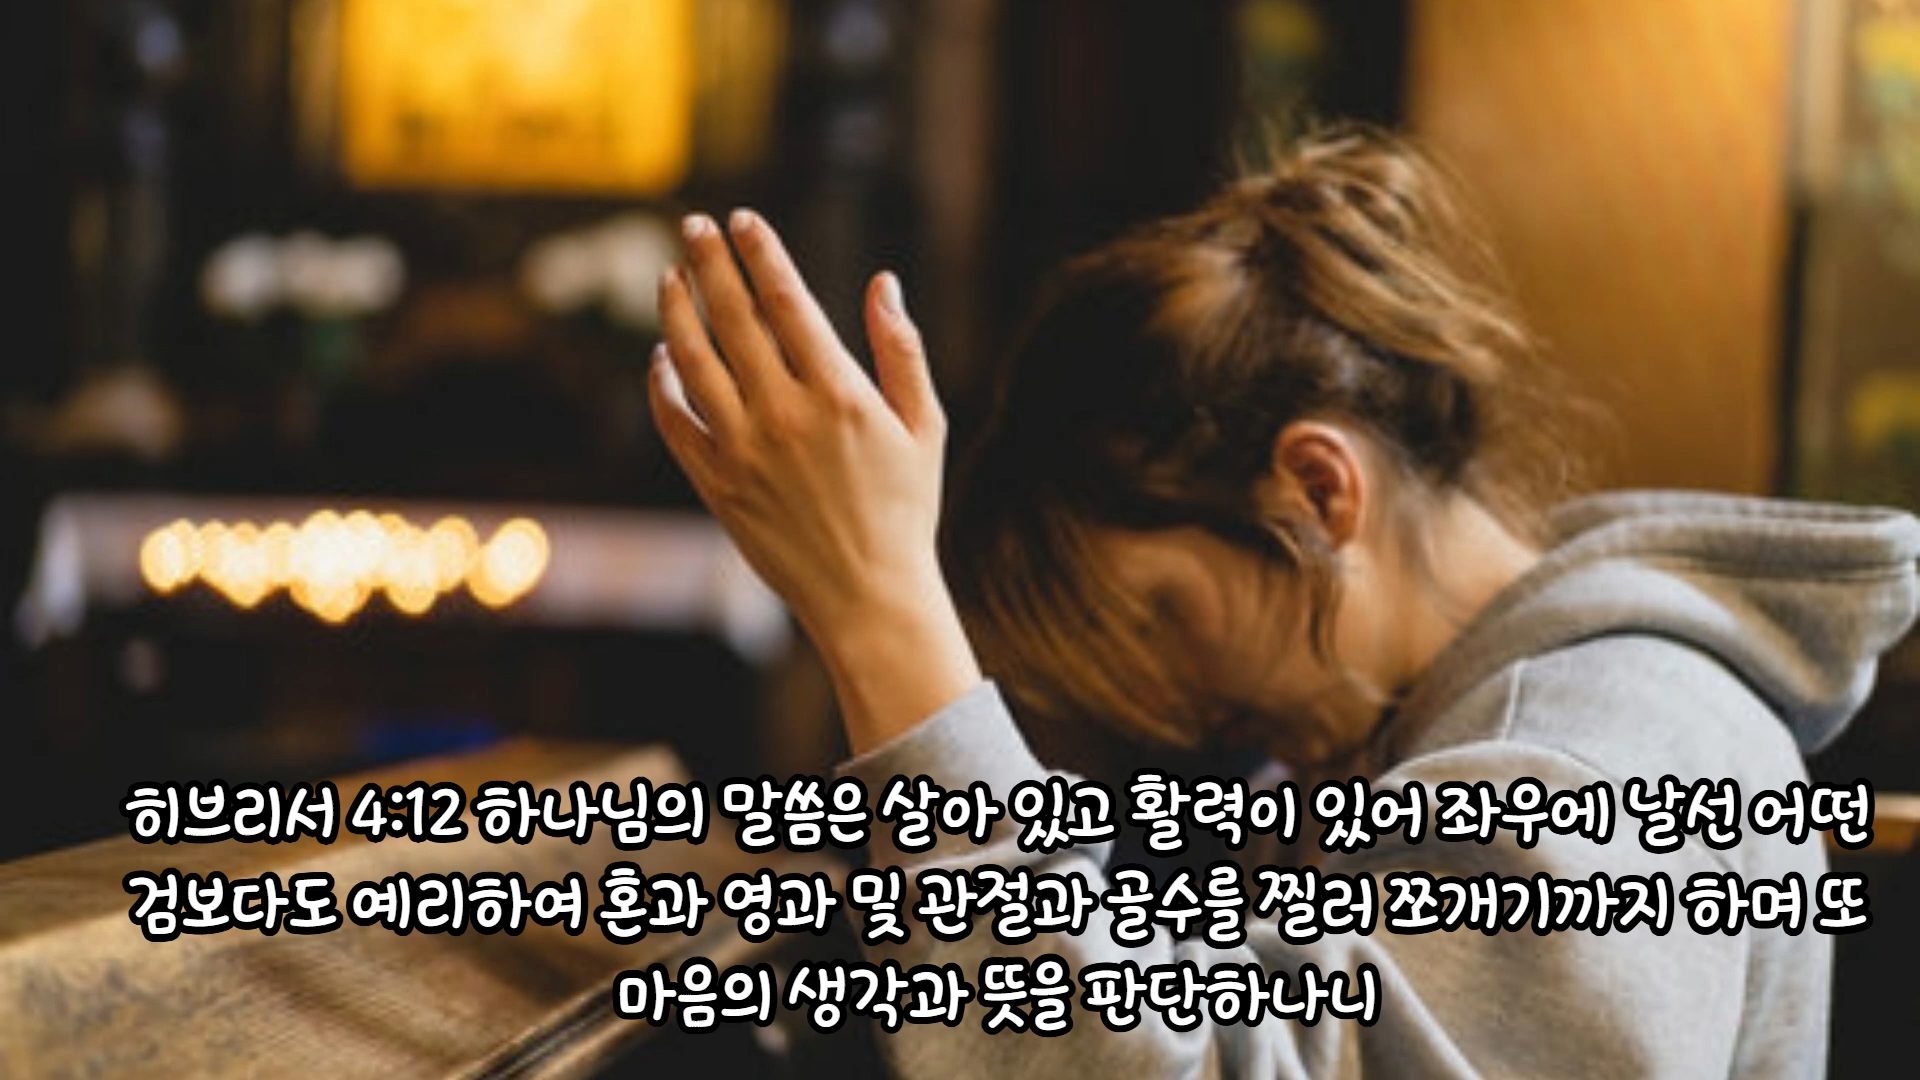 히브리서 4:12 하나님의 말씀은 살아 있고 활력이 있어 좌우에 날선 어떤
검보다도 예리하여 혼과 영과 및 관절과 골수를 찔러 쪼개기까지 하며 또
마음의 생각과 뜻을 판단하나니